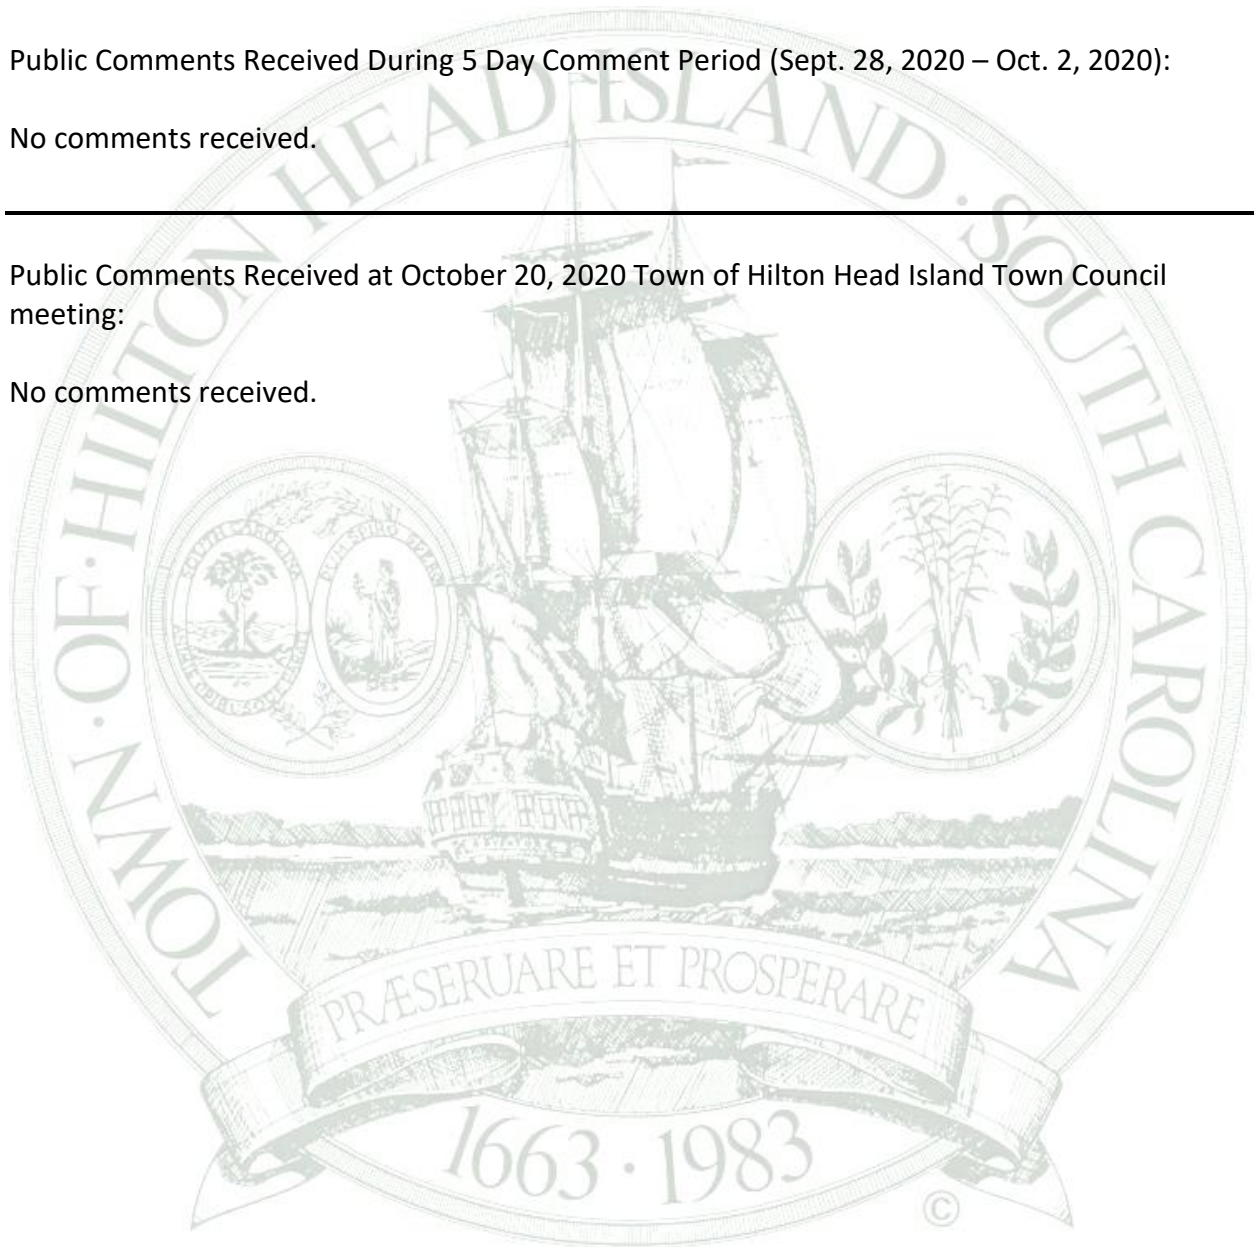 Public Comments Received During 5 Day Comment Period (Sept. 28, 2020 – Oct. 2, 2020):
No comments received.
Public Comments Received at October 20, 2020 Town of Hilton Head Island Town Council
meeting:
No comments received.
TOWN · OF · HILTON HEAD ISLAND · SOUTH CAROLINA
PRÆSERUARE ET PROSPERARE
1663 · 1983
©